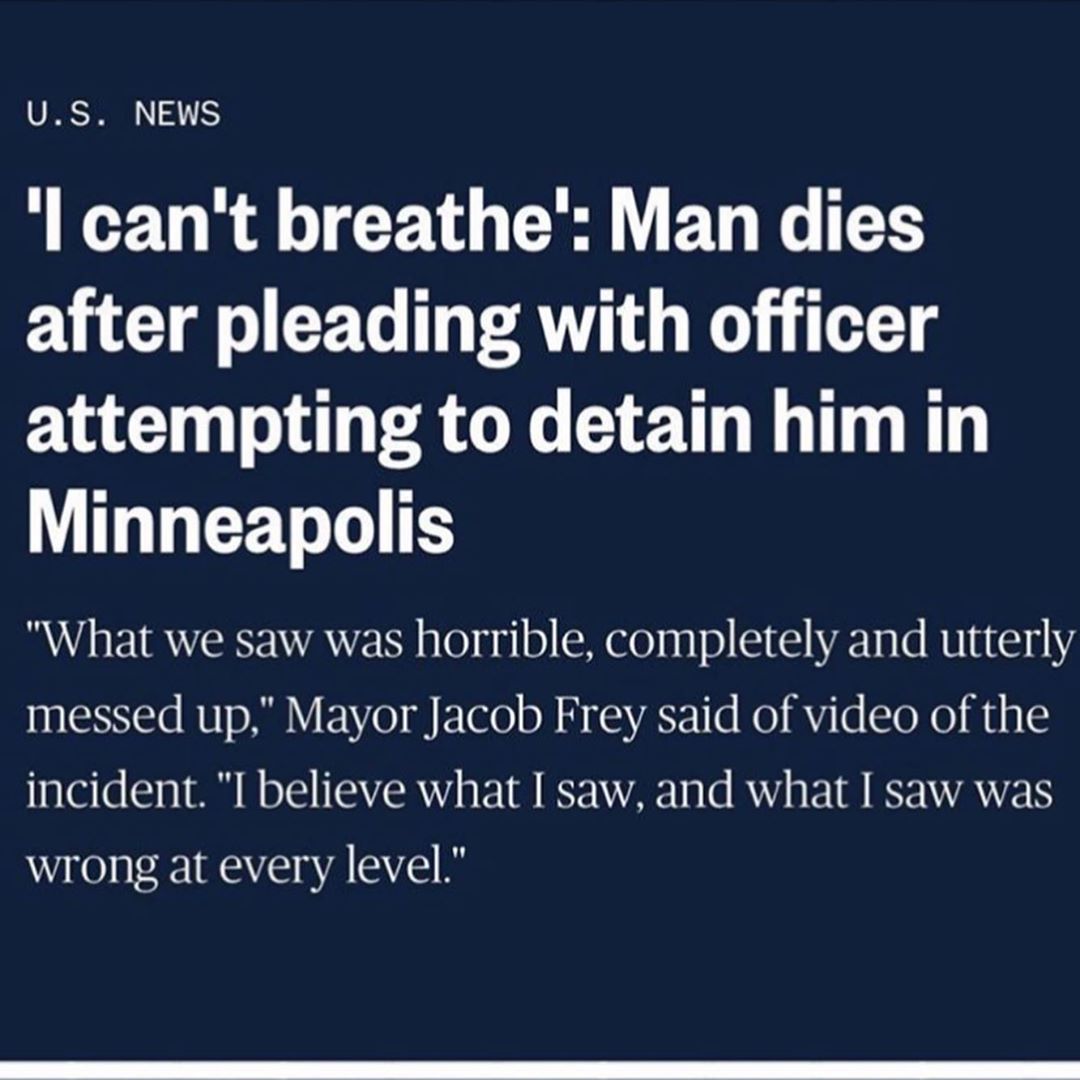 U.S. NEWS
'I can't breathe': Man dies
after pleading with officer
attempting to detain him in
Minneapolis
"What we saw was horrible, completely and utterly
messed up," Mayor Jacob Frey said of video of the
incident. "I believe what I saw, and what I saw was
wrong at every level."